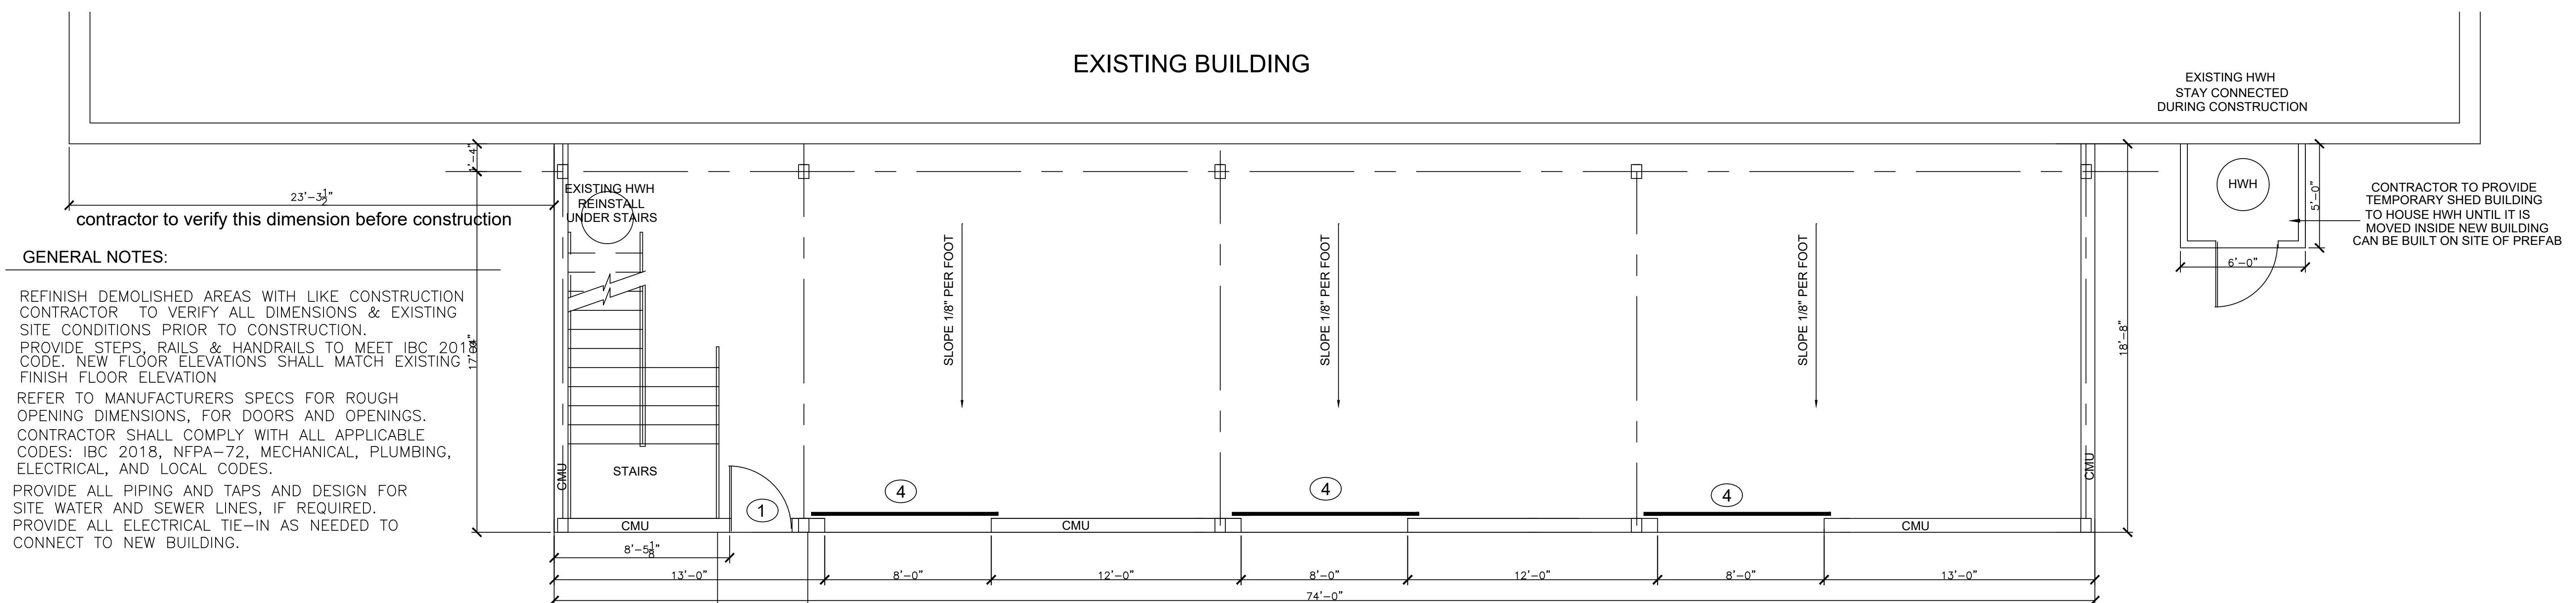 EXISTING BUILDING
EXISTING HWH
STAY CONNECTED
DURING CONSTRUCTION
23'-3½"
contractor to verify this dimension before construction
GENERAL NOTES:
REFINISH DEMOLISHED AREAS WITH LIKE CONSTRUCTION
CONTRACTOR TO VERIFY ALL DIMENSIONS & EXISTING
SITE CONDITIONS PRIOR TO CONSTRUCTION.
PROVIDE STEPS, RAILS & HANDRAILS TO MEET IBC 2018
CODE. NEW FLOOR ELEVATIONS SHALL MATCH EXISTING
FINISH FLOOR ELEVATION
REFER TO MANUFACTURERS SPECS FOR ROUGH
OPENING DIMENSIONS, FOR DOORS AND OPENINGS.
CONTRACTOR SHALL COMPLY WITH ALL APPLICABLE
CODES: IBC 2018, NFPA-72, MECHANICAL, PLUMBING,
ELECTRICAL, AND LOCAL CODES.
PROVIDE ALL PIPING AND TAPS AND DESIGN FOR
SITE WATER AND SEWER LINES, IF REQUIRED.
PROVIDE ALL ELECTRICAL TIE-IN AS NEEDED TO
CONNECT TO NEW BUILDING.
1'-4"
17'-4"
EXISTING HWH
REINSTALL
UNDER STAIRS
SLOPE 1/8" PER FOOT
SLOPE 1/8" PER FOOT
SLOPE 1/8" PER FOOT
CMU
STAIRS
1
4
4
4
CMU
CMU
CMU
CMU
8'-5⅛"
13'-0"
8'-0"
12'-0"
8'-0"
12'-0"
8'-0"
13'-0"
74'-0"
18'-8"
HWH
5'-0"
6'-0"
CONTRACTOR TO PROVIDE
TEMPORARY SHED BUILDING
TO HOUSE HWH UNTIL IT IS
MOVED INSIDE NEW BUILDING
CAN BE BUILT ON SITE OF PREFAB